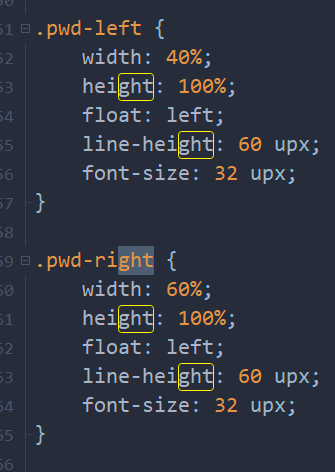 51 .pwd-left {
52 width: 40%;
53 height: 100%;
54 float: left;
55 line-height: 60 upx;
56 font-size: 32 upx;
57 }
58
59 .pwd-right {
60 width: 60%;
61 height: 100%;
62 float: left;
63 line-height: 60 upx;
64 font-size: 32 upx;
65 }
66